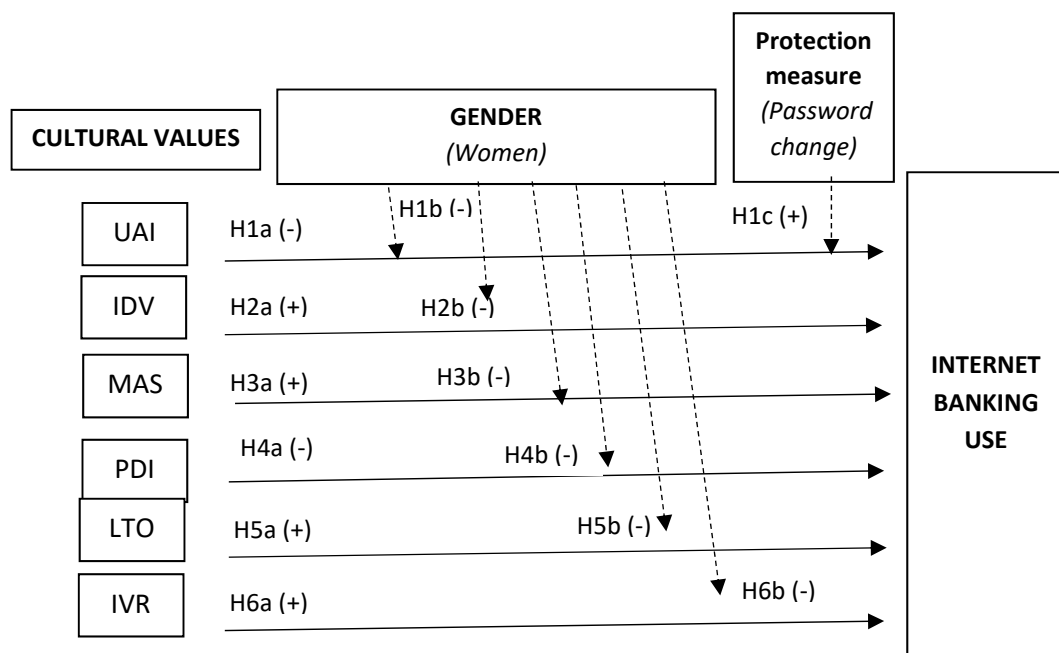 CULTURAL VALUES
GENDER
(Women)
Protection
measure
(Password
change)
UAI
H1a (-)
H1b (-)
H1c (+)
IDV
H2a (+)
H2b (-)
MAS
H3a (+)
H3b (-)
PDI
H4a (-)
H4b (-)
LTO
H5a (+)
H5b (-)
IVR
H6a (+)
H6b (-)
INTERNET
BANKING
USE